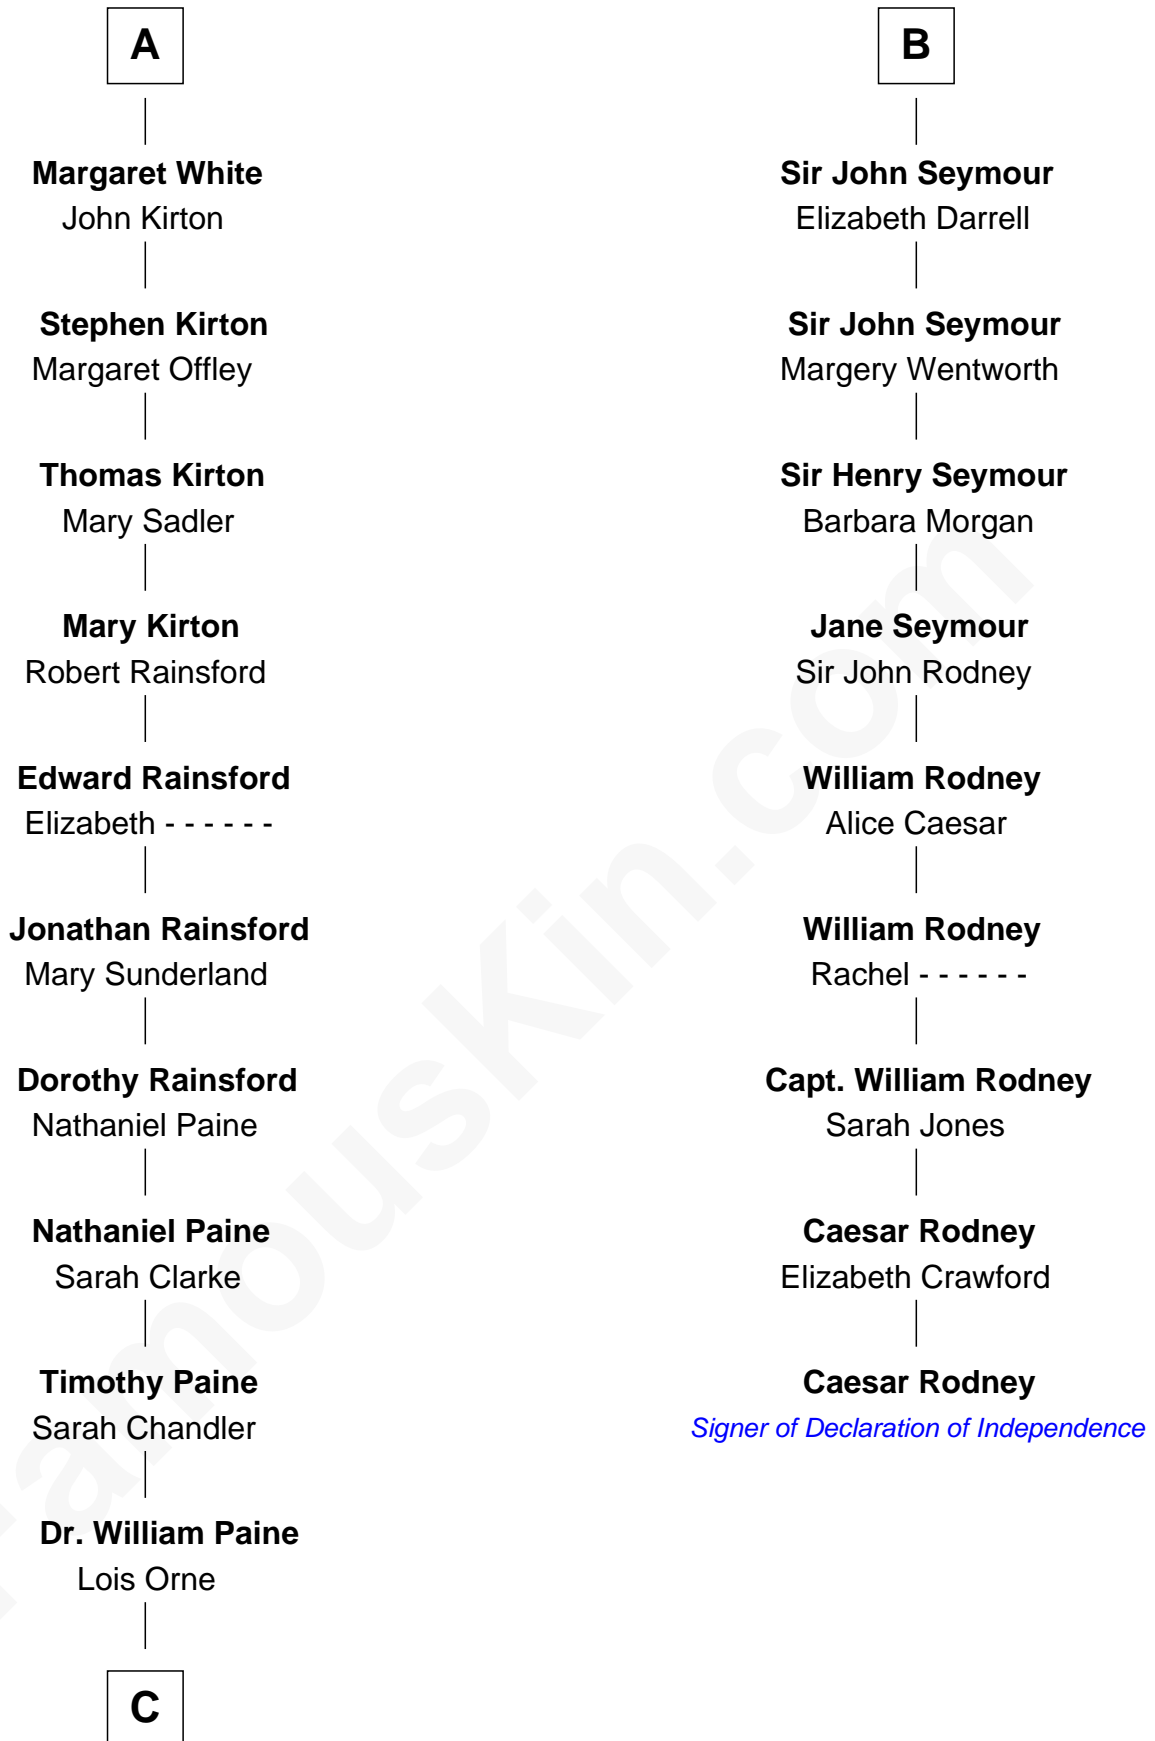 A
Margaret White
John Kirton
Stephen Kirton
Margaret Offley
Thomas Kirton
Mary Sadler
Mary Kirton
Robert Rainsford
Edward Rainsford
Elizabeth - - - - - -
Jonathan Rainsford
Mary Sunderland
Dorothy Rainsford
Nathaniel Paine
Nathaniel Paine
Sarah Clarke
Timothy Paine
Sarah Chandler
Dr. William Paine
Lois Orne
C
B
Sir John Seymour
Elizabeth Darrell
Sir John Seymour
Margery Wentworth
Sir Henry Seymour
Barbara Morgan
Jane Seymour
Sir John Rodney
William Rodney
Alice Caesar
William Rodney
Rachel - - - - - -
Capt. William Rodney
Sarah Jones
Caesar Rodney
Elizabeth Crawford
Caesar Rodney
Signer of Declaration of Independence
FamousKin.com